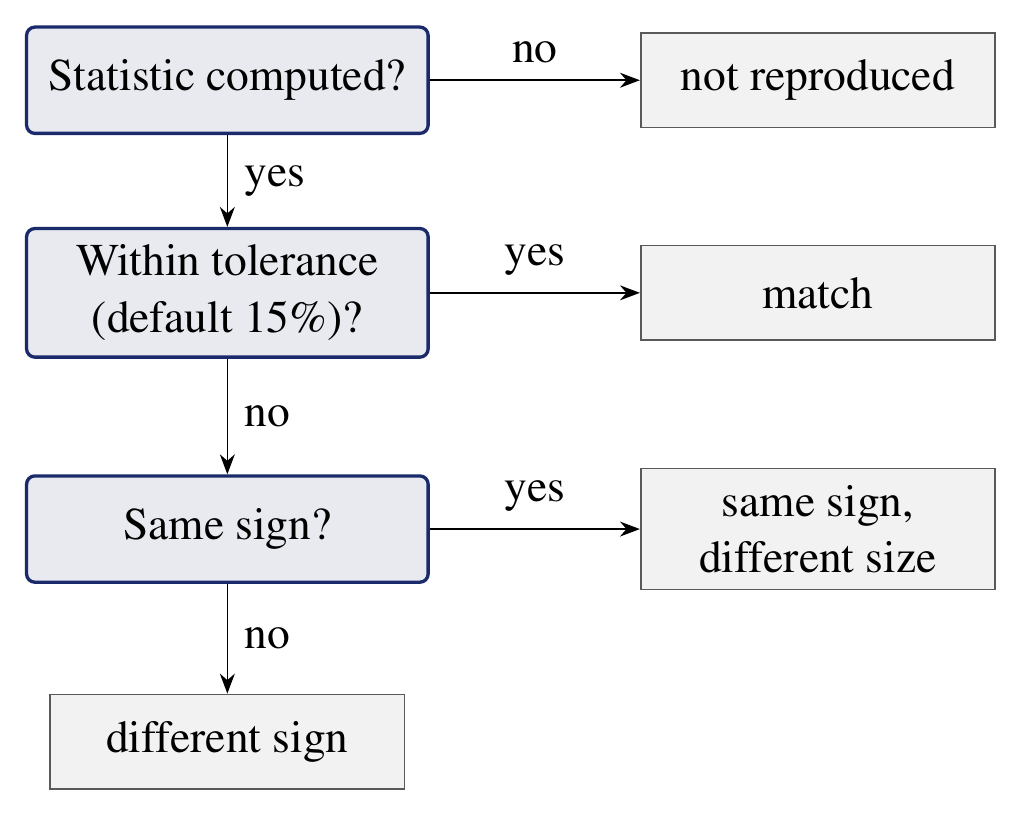 Statistic computed?
no
not reproduced
yes
Within tolerance
(default 15%)?
yes
match
no
Same sign?
yes
same sign,
different size
no
different sign